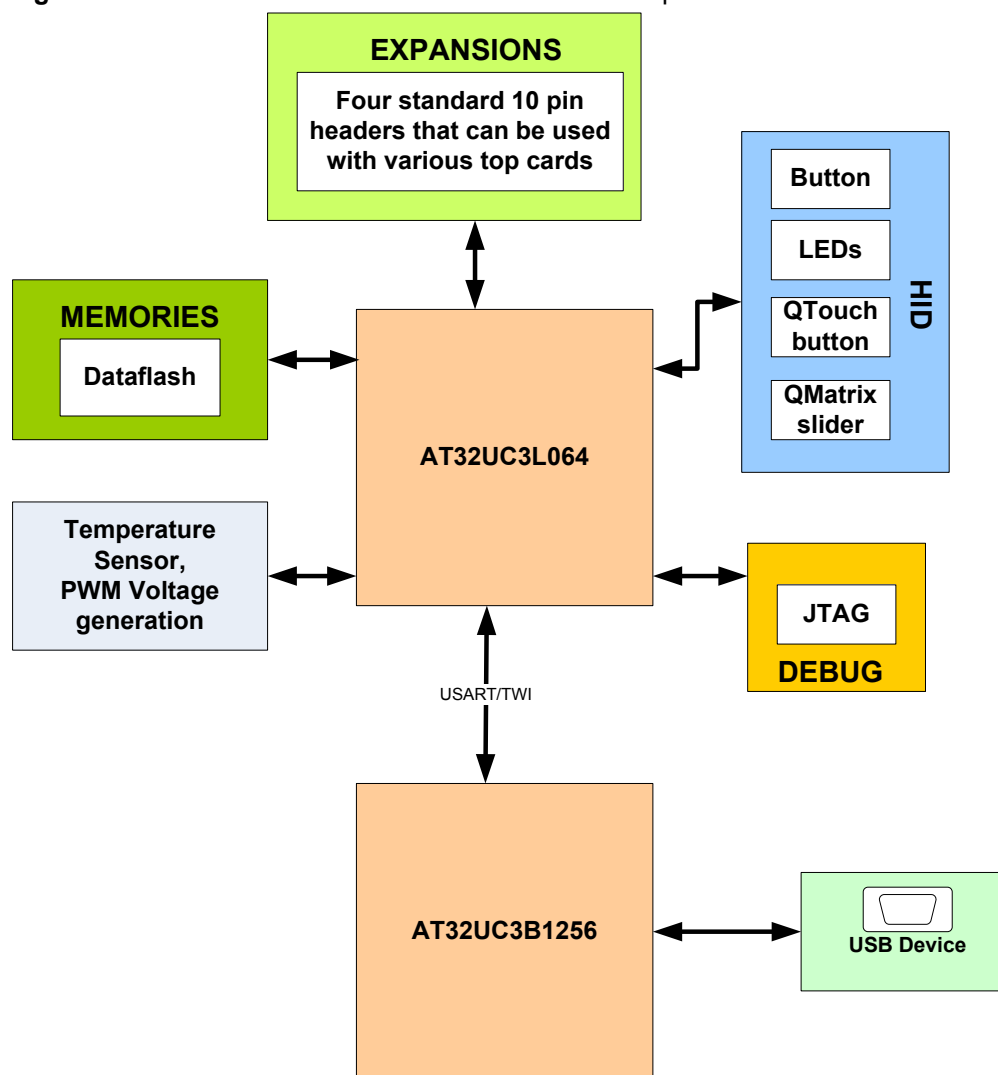 EXPANSIONS
Four standard 10 pin
headers that can be used
with various top cards
Button
LEDs
QTouch
button
QMatrix
slider
HID
MEMORIES
Dataflash
AT32UC3L064
Temperature
Sensor,
PWM Voltage
generation
JTAG
DEBUG
USART/TWI
AT32UC3B1256
USB Device